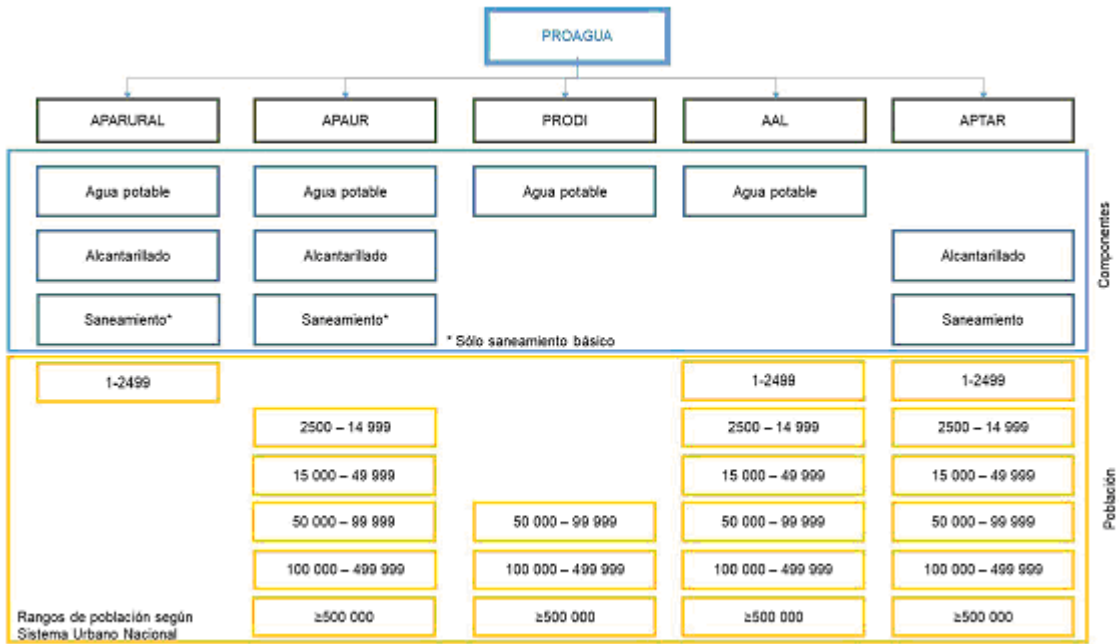 PROAGUA
APARURAL
APAUR
PRODI
AAL
APTAR
Agua potable
Agua potable
Agua potable
Agua potable
Alcantarillado
Alcantarillado
Alcantarillado
Saneamiento*
Saneamiento*
Saneamiento
* Sólo saneamiento básico
Componentes
1-2499
1-2499
1-2499
2500 – 14 999
2500 – 14 999
2500 – 14 999
15 000 – 49 999
15 000 – 49 999
15 000 – 49 999
50 000 – 99 999
50 000 – 99 999
50 000 – 99 999
50 000 – 99 999
100 000 – 499 999
100 000 – 499 999
100 000 – 499 999
100 000 – 499 999
≥500 000
≥500 000
≥500 000
≥500 000
Población
Rangos de población según
Sistema Urbano Nacional